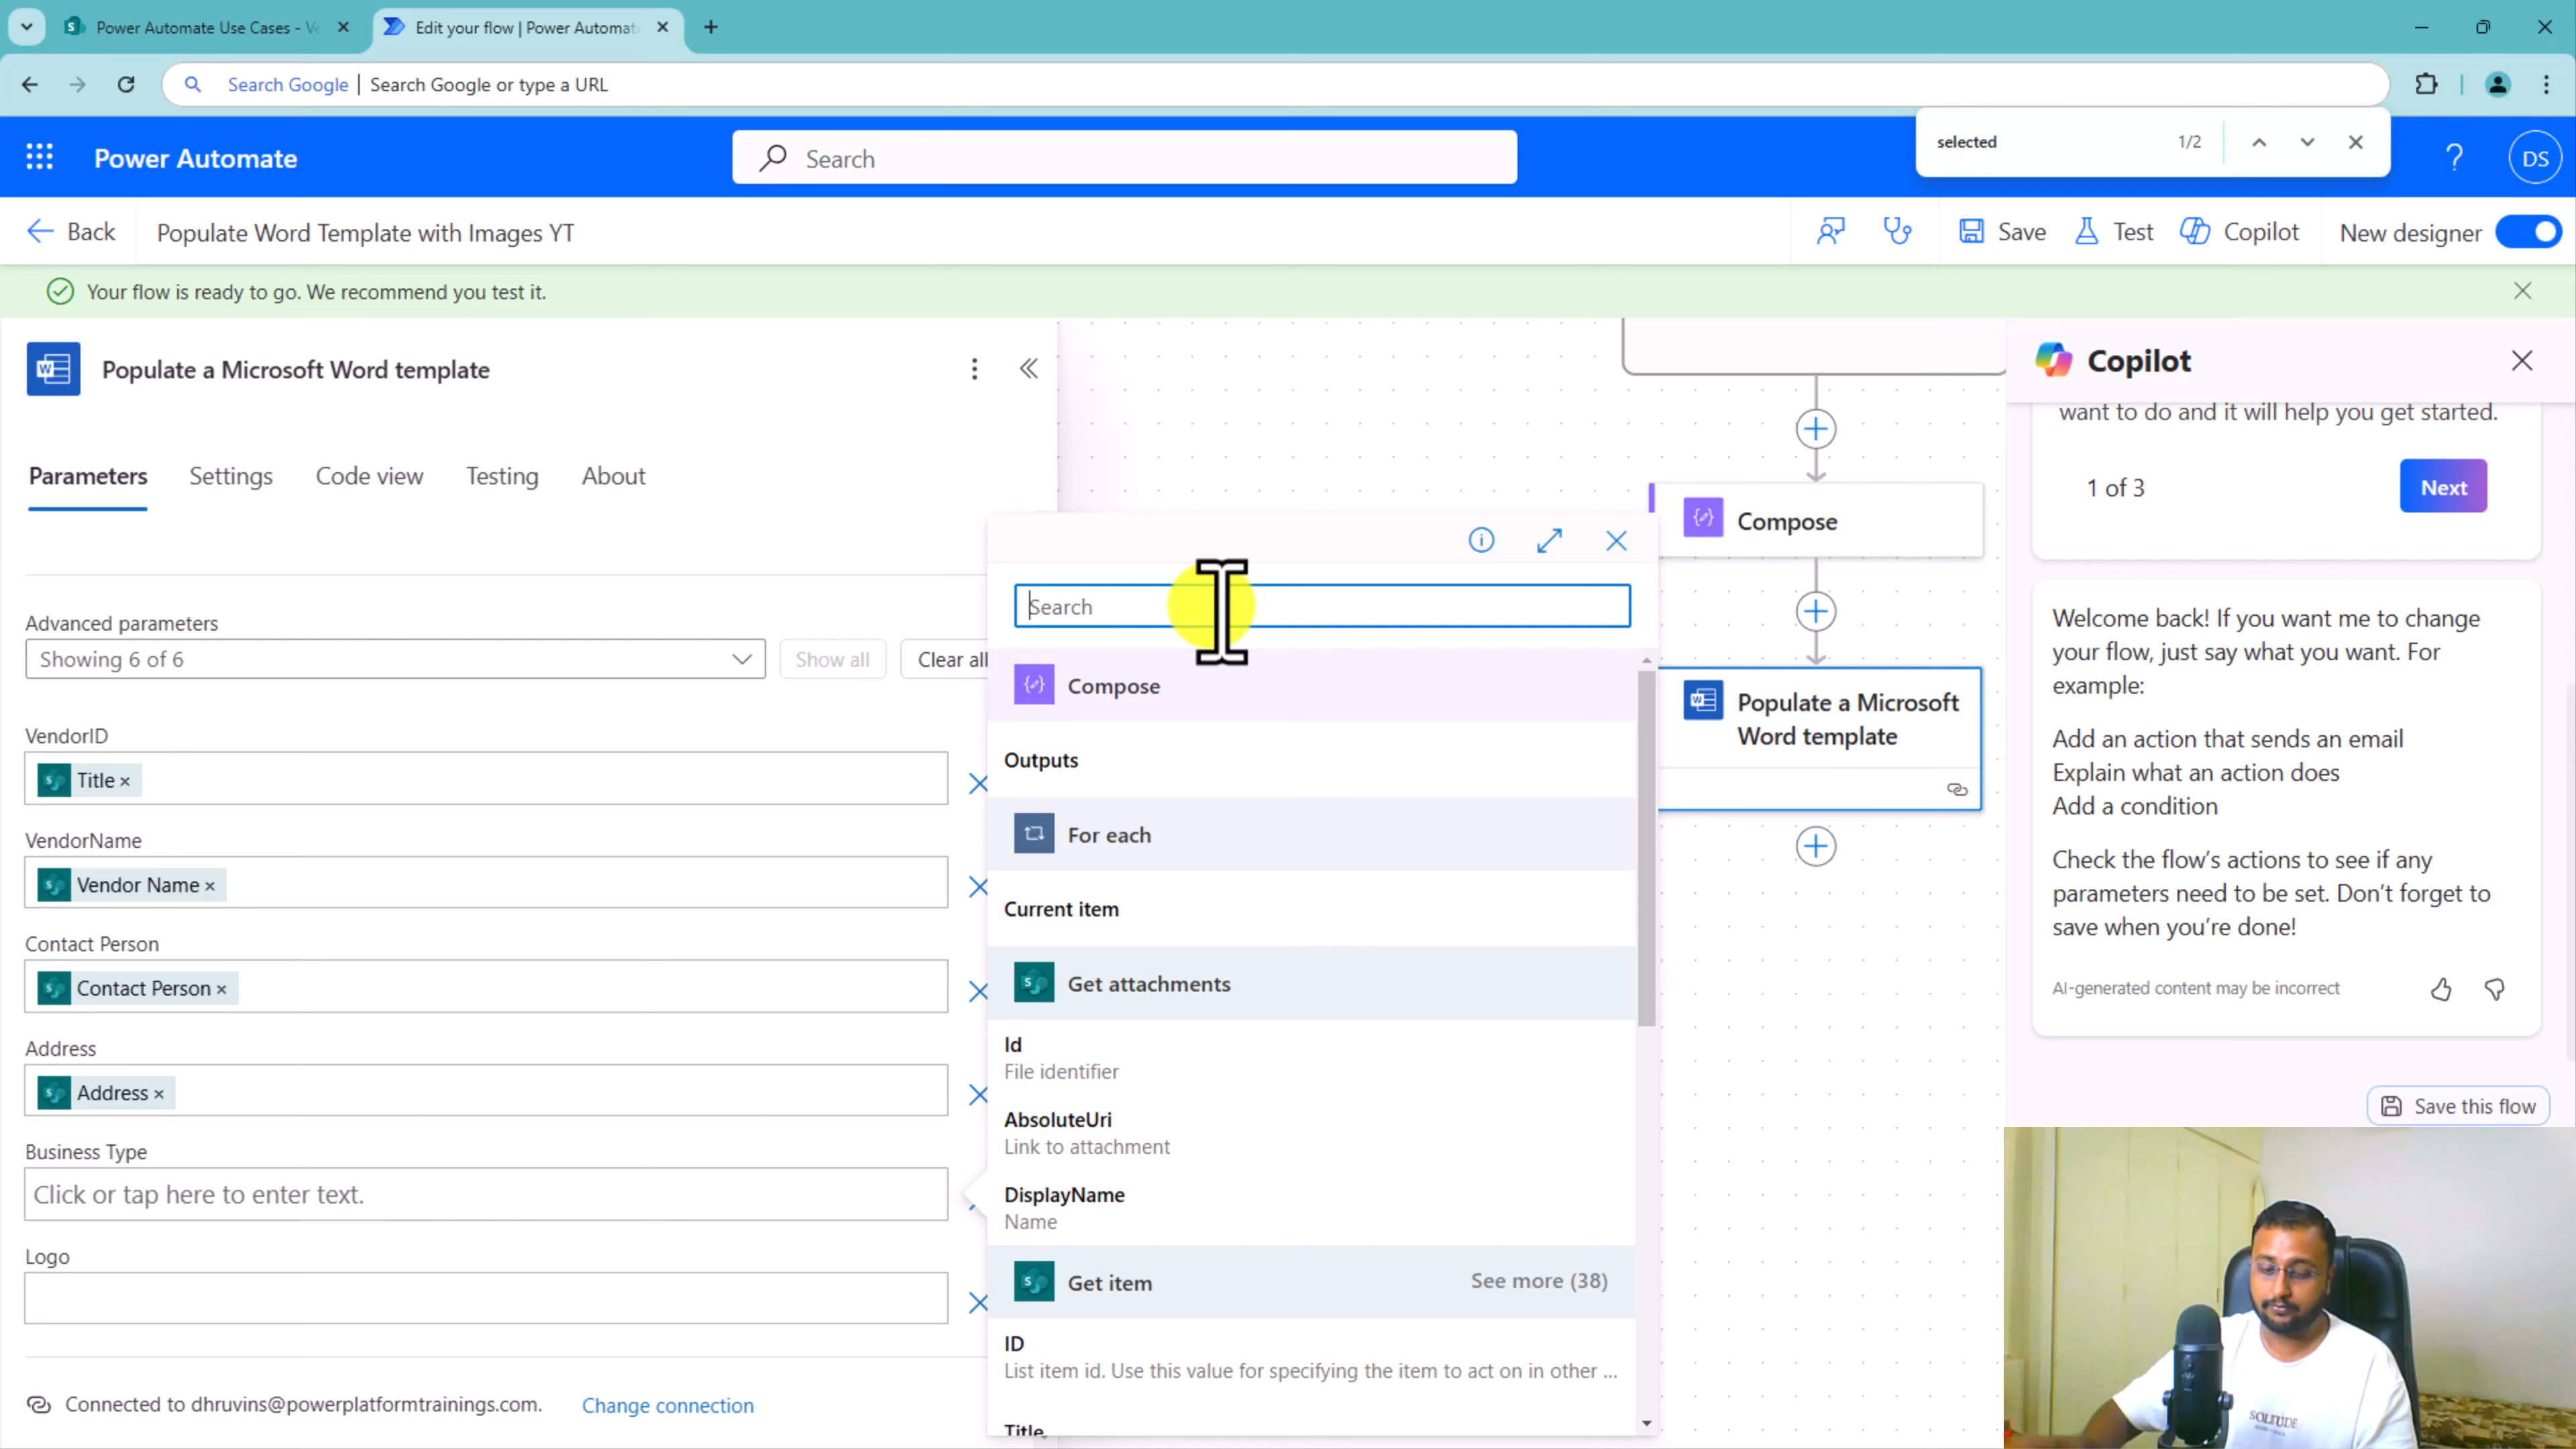 Power Automate Use Cases - Ve
Edit your flow | Power Automate
Search Google | Search Google or type a URL
selected 1/2
Power Automate
Search
DS
Back
Populate Word Template with Images YT
Save
Test
Copilot
New designer
Your flow is ready to go. We recommend you test it.
Populate a Microsoft Word template
Parameters
Settings
Code view
Testing
About
Advanced parameters
Showing 6 of 6
Show all
Clear all
VendorID
Title ×
VendorName
Vendor Name ×
Contact Person
Contact Person ×
Address
Address ×
Business Type
Click or tap here to enter text.
Logo
Connected to dhruvins@powerplatformtrainings.com.
Change connection
Search
Compose
Outputs
For each
Current item
Get attachments
Id
File identifier
AbsoluteUri
Link to attachment
DisplayName
Name
Get item
See more (38)
ID
List item id. Use this value for specifying the item to act on in other ...
Title
Compose
Populate a Microsoft
Word template
Copilot
want to do and it will help you get started.
1 of 3
Next
Welcome back! If you want me to change
your flow, just say what you want. For
example:
Add an action that sends an email
Explain what an action does
Add a condition
Check the flow's actions to see if any
parameters need to be set. Don't forget to
save when you're done!
AI-generated content may be incorrect
Save this flow
SOLITUDE